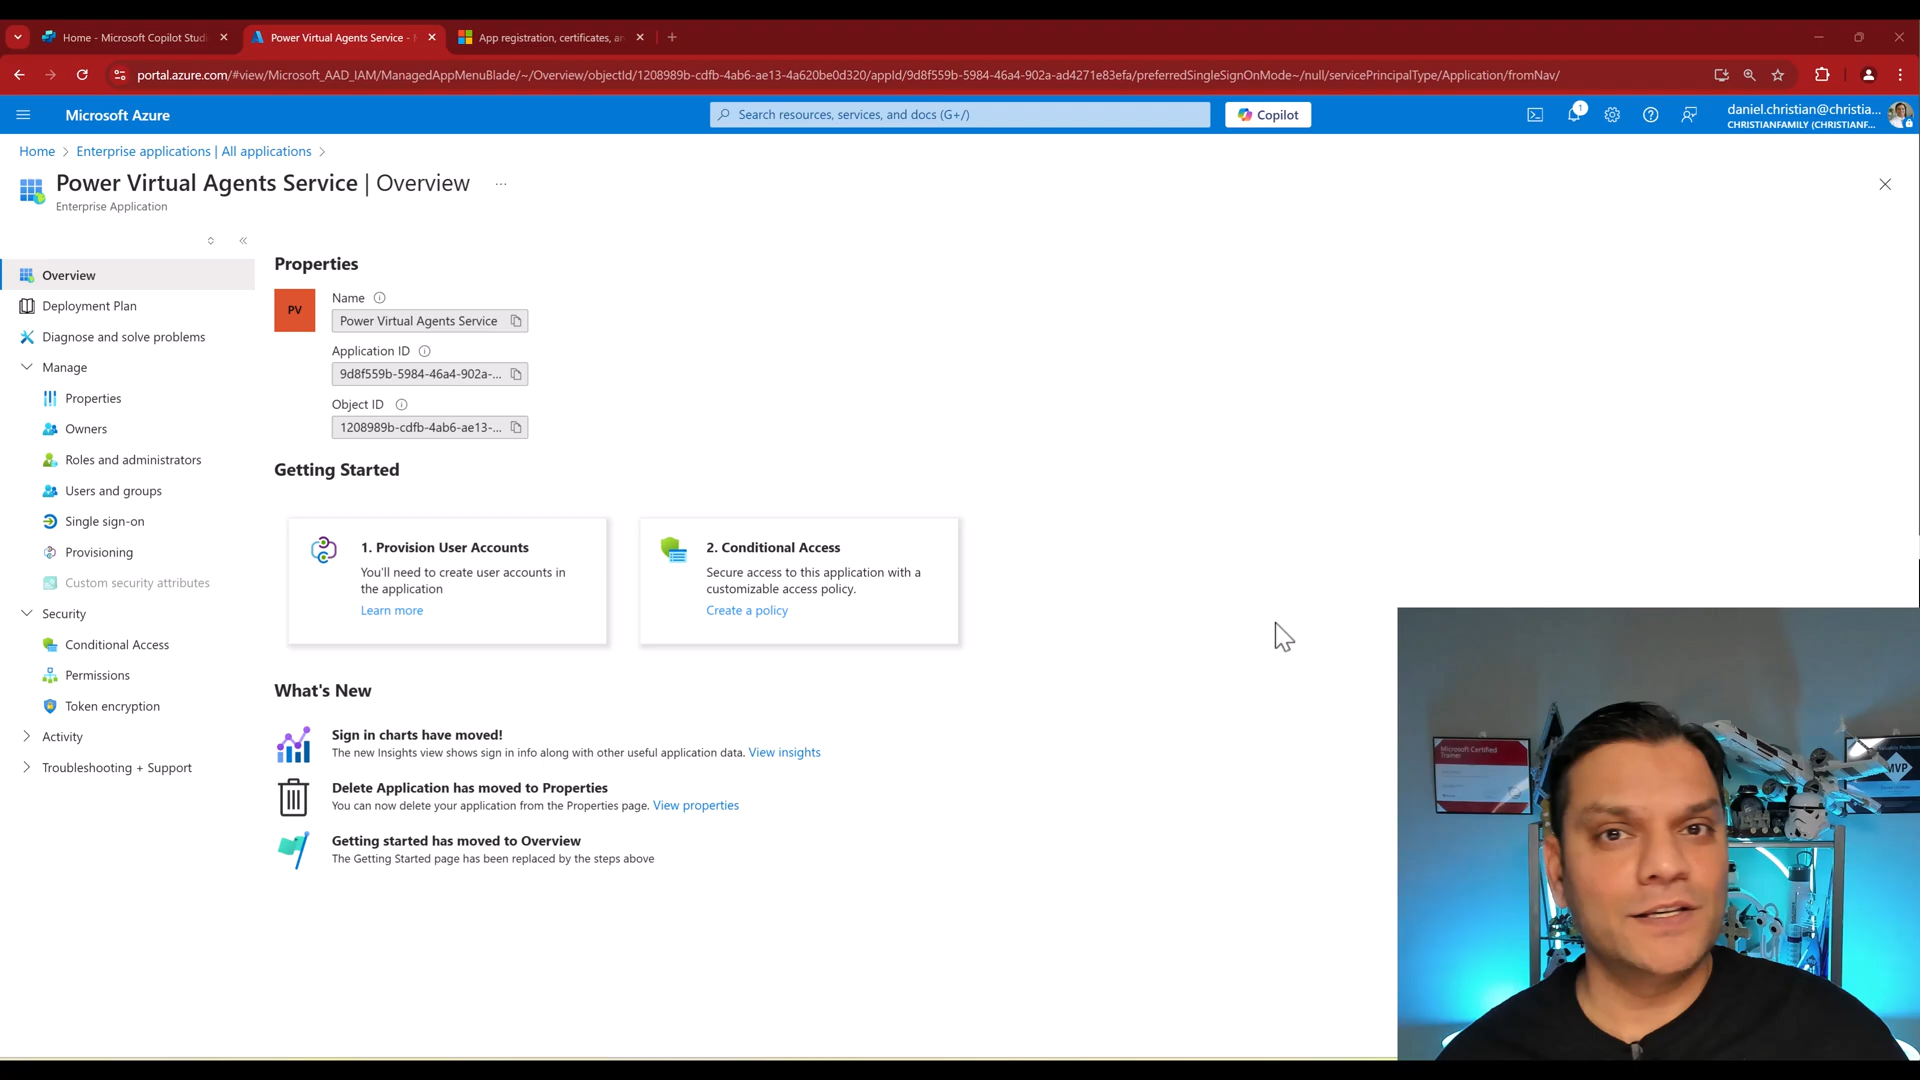 Home - Microsoft Copilot Studi
Power Virtual Agents Service -
App registration, certificates, an
portal.azure.com/#view/Microsoft_AAD_IAM/ManagedAppMenuBlade/~/Overview/objectId/1208989b-cdfb-4ab6-ae13-4a620be0d320/appId/9d8f559b-5984-46a4-902a-ad4271e83efa/preferredSingleSignOnMode~/null/servicePrincipalType/Application/fromNav/
Microsoft Azure
Search resources, services, and docs (G+/)
Copilot
1
daniel.christian@christia...
CHRISTIANFAMILY (CHRISTIANF...
Home > Enterprise applications | All applications >
Power Virtual Agents Service | Overview ...
Enterprise Application
Overview
Deployment Plan
Diagnose and solve problems
Manage
Properties
Owners
Roles and administrators
Users and groups
Single sign-on
Provisioning
Custom security attributes
Security
Conditional Access
Permissions
Token encryption
Activity
Troubleshooting + Support
Properties
PV
Name
Power Virtual Agents Service
Application ID
9d8f559b-5984-46a4-902a-...
Object ID
1208989b-cdfb-4ab6-ae13-...
Getting Started
1. Provision User Accounts
You'll need to create user accounts in
the application
Learn more
2. Conditional Access
Secure access to this application with a
customizable access policy.
Create a policy
What's New
Sign in charts have moved!
The new Insights view shows sign in info along with other useful application data. View insights
Delete Application has moved to Properties
You can now delete your application from the Properties page. View properties
Getting started has moved to Overview
The Getting Started page has been replaced by the steps above
Microsoft Certified
Trainer
MVP